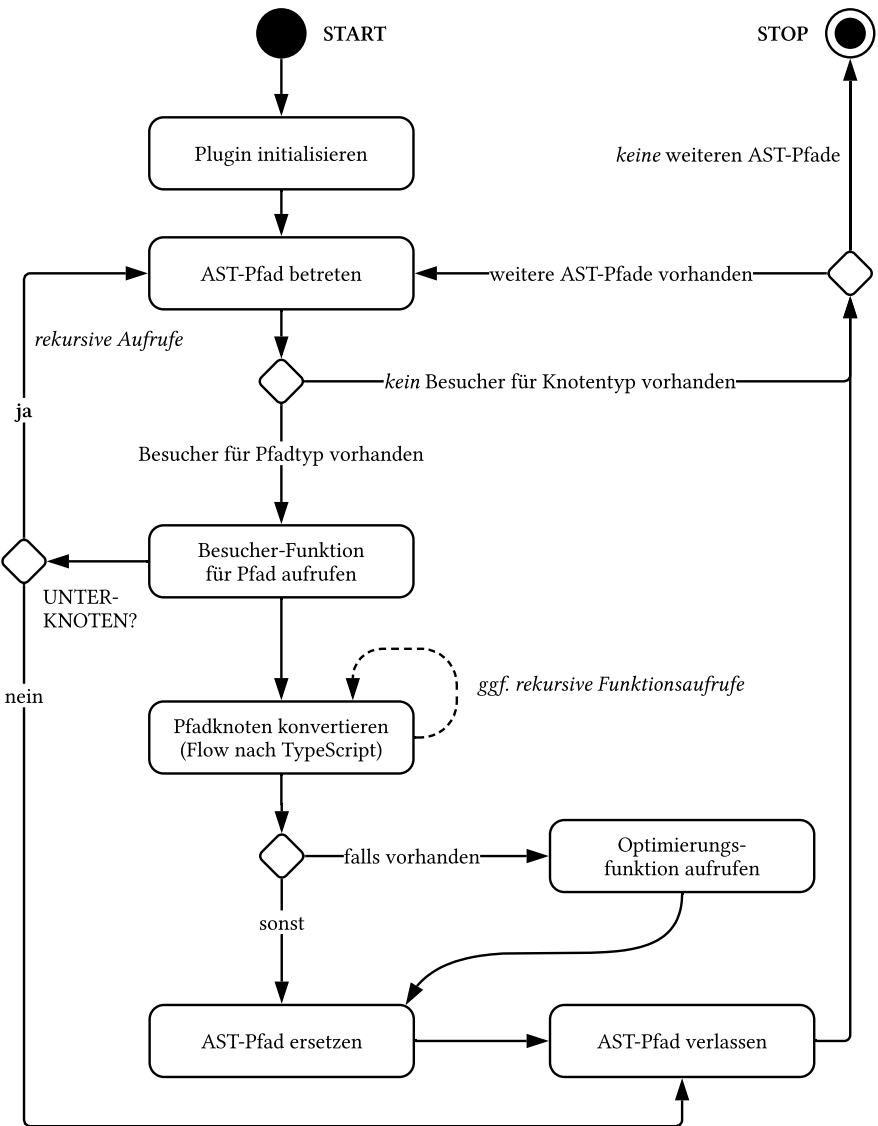 START
STOP
Plugin initialisieren
keine weiteren AST-Pfade
AST-Pfad betreten
weitere AST-Pfade vorhanden
rekursive Aufrufe
kein Besucher für Knotentyp vorhanden
ja
Besucher für Pfadtyp vorhanden
Besucher-Funktion
für Pfad aufrufen
UNTER-
KNOTEN?
nein
ggf. rekursive Funktionsaufrufe
Pfadknoten konvertieren
(Flow nach TypeScript)
falls vorhanden
Optimierungs-
funktion aufrufen
sonst
AST-Pfad ersetzen
AST-Pfad verlassen